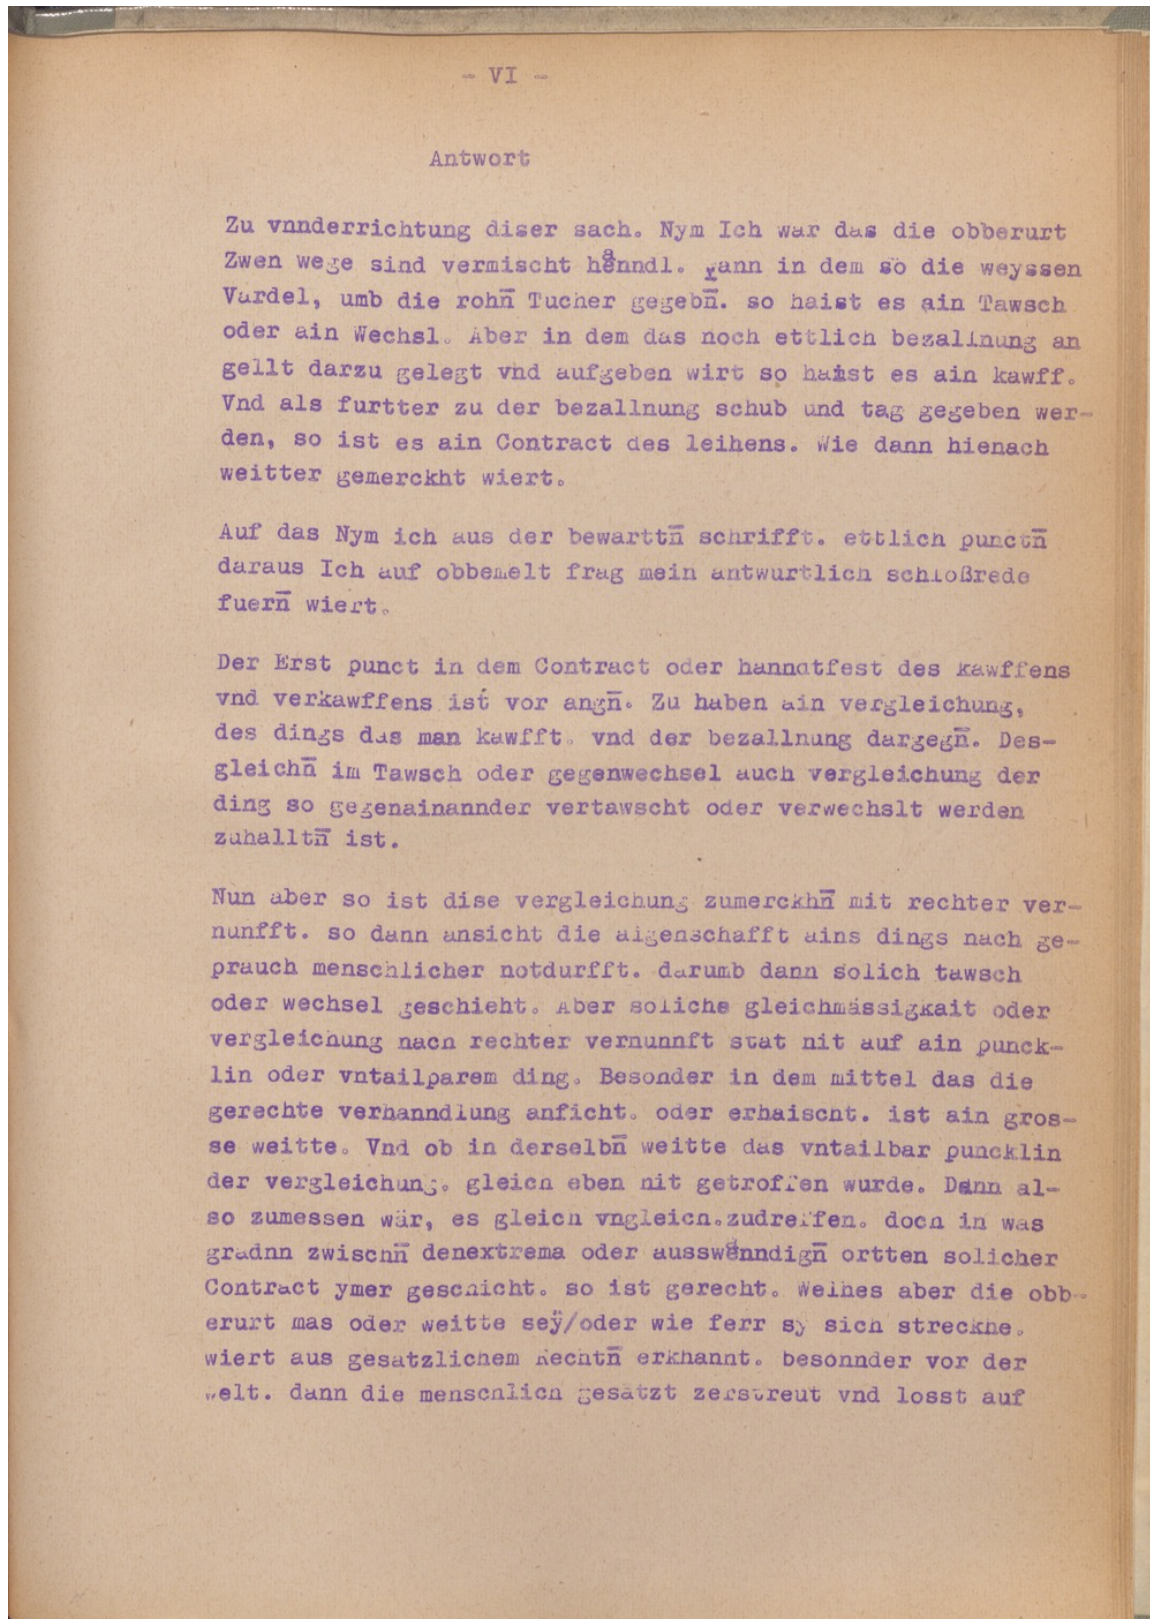 - VI -
Antwort
Zu vnnderrichtung diser sach. Nym Ich war das die obberurt
Zwen wege sind vermischt hånndl. Dann in dem so die weyssen
Vardel, umb die rohn̄ Tucher gegebn̄. so haist es ain Tawsch
oder ain Wechsl. Aber in dem das noch ettlich bezallnung an
gellt darzu gelegt vnd aufgeben wirt so haist es ain kawff.
Vnd als furtter zu der bezallnung schub und tag gegeben wer-
den, so ist es ain Contract des leihens. Wie dann hienach
weitter gemerckht wiert.
Auf das Nym ich aus der bewarttn̄ schrifft. ettlich punctn̄
daraus Ich auf obbemelt frag mein antwurtlich schloßrede
fuern̄ wiert.
Der Erst punct in dem Contract oder hanndtfest des kawffens
vnd verkawffens ist vor angn̄. Zu haben ain vergleichung,
des dings das man kawfft. vnd der bezallnung dargegn̄. Des-
gleichn̄ im Tawsch oder gegenwechsel auch vergleichung der
ding so gegenainannder vertawscht oder verwechslt werden
zuhalltn̄ ist.
Nun aber so ist dise vergleichung zumerckhn̄ mit rechter ver-
nunfft. so dann ansicht die aigenschafft ains dings nach ge-
prauch menschlicher notdurfft. darumb dann solich tawsch
oder wechsel geschieht. Aber soliche gleichmässigkait oder
vergleichung nach rechter vernunnft stat nit auf ain punck-
lin oder vntailparem ding. Besonder in dem mittel das die
gerechte verhanndlung anficht. oder erhaischt. ist ain gros-
se weitte. Vnd ob in derselbn̄ weitte das vntailbar puncklin
der vergleichung. gleich eben nit getroffen wurde. Dann al-
so zumessen wär, es gleich vngleich.zudreffen. doch in was
gradnn zwischn̄n̄ denextrema oder ausswånndign̄ ortten solicher
Contract ymer geschicht. so ist gerecht. Welhes aber die obb-
erurt mas oder weitte seÿ/oder wie ferr sy sich streckhe.
wiert aus gesatzlichem Rechtn̄ erkhannt. besonnder vor der
welt. dann die menschlich gesätzt zerstreut vnd losst auf